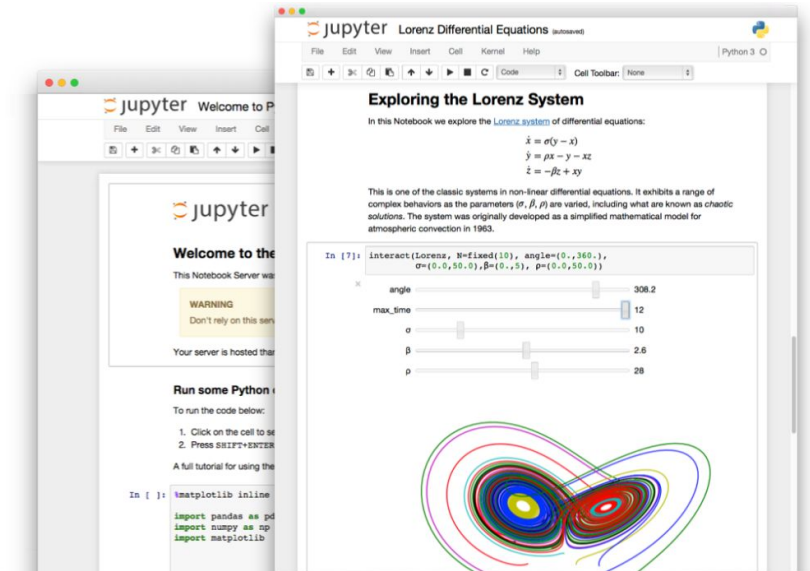 jupyter Lorenz Differential Equations (autosaved)
File Edit View Insert Cell Kernel Help
Python 3
Code
Cell Toolbar: None
Exploring the Lorenz System
In this Notebook we explore the Lorenz system of differential equations:
ẋ = σ(y − x)
ẏ = ρx − y − xz
ż = −βz + xy
This is one of the classic systems in non-linear differential equations. It exhibits a range of
complex behaviors as the parameters (σ, β, ρ) are varied, including what are known as chaotic
solutions. The system was originally developed as a simplified mathematical model for
atmospheric convection in 1963.
In [7]: interact(Lorenz, N=fixed(10), angle=(0.,360.),
σ=(0.0,50.0),β=(0.,5), ρ=(0.0,50.0))
angle 308.2
max_time 12
σ 10
β 2.6
ρ 28
jupyter Welcome to P
File Edit View Insert Cell
jupyter
Welcome to the
This Notebook Server was
WARNING
Don't rely on this serv
Your server is hosted than
Run some Python
To run the code below:
1. Click on the cell to se
2. Press SHIFT+ENTER
A full tutorial for using the
In [ ]: %matplotlib inline
import pandas as pd
import numpy as np
import matplotlib